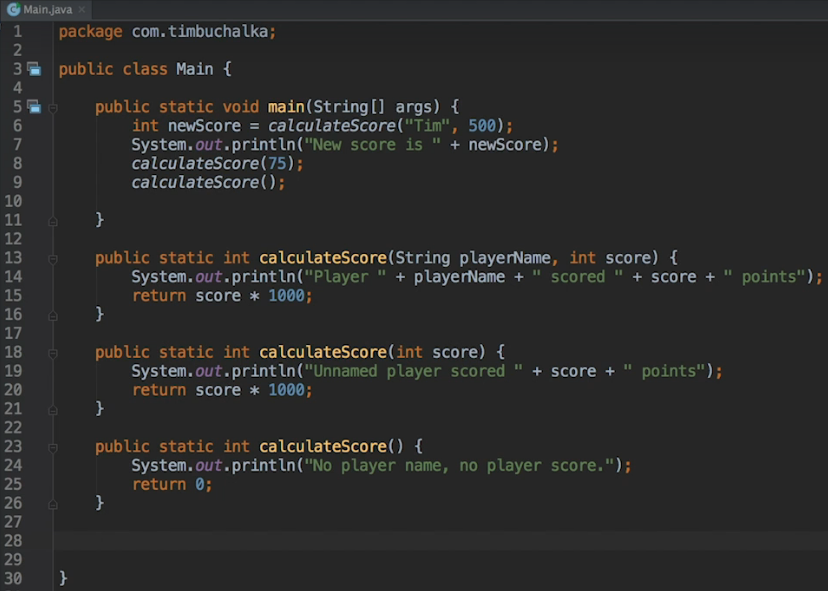 Main.java ×
1 package com.timbuchalka;
2
3 public class Main {
4
5 public static void main(String[] args) {
6 int newScore = calculateScore("Tim", 500);
7 System.out.println("New score is " + newScore);
8 calculateScore(75);
9 calculateScore();
10
11 }
12
13 public static int calculateScore(String playerName, int score) {
14 System.out.println("Player " + playerName + " scored " + score + " points");
15 return score * 1000;
16 }
17
18 public static int calculateScore(int score) {
19 System.out.println("Unnamed player scored " + score + " points");
20 return score * 1000;
21 }
22
23 public static int calculateScore() {
24 System.out.println("No player name, no player score.");
25 return 0;
26 }
27
28
29
30 }